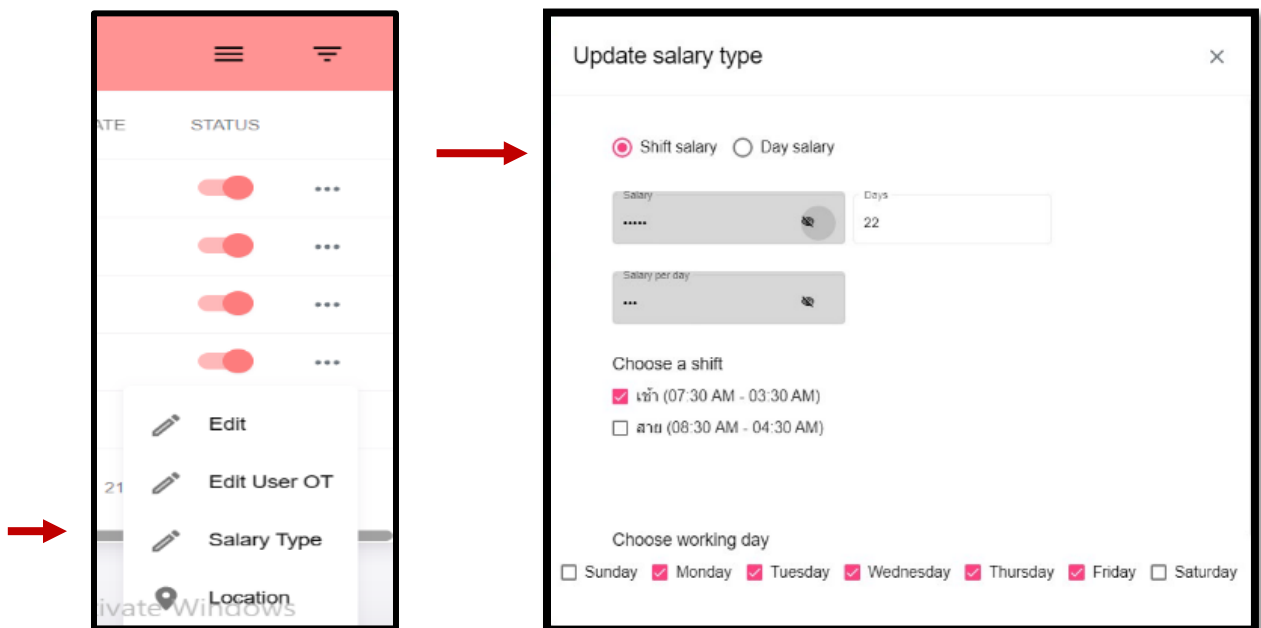 ATE STATUS
Edit
21
Edit User OT
Salary Type
Location
ivate Windows
Update salary type
Shift salary Day salary
Salary Days
••••• 22
Salary per day
•••
Choose a shift
เช้า (07:30 AM - 03:30 AM)
สาย (08:30 AM - 04:30 AM)
Choose working day
Sunday Monday Tuesday Wednesday Thursday Friday Saturday